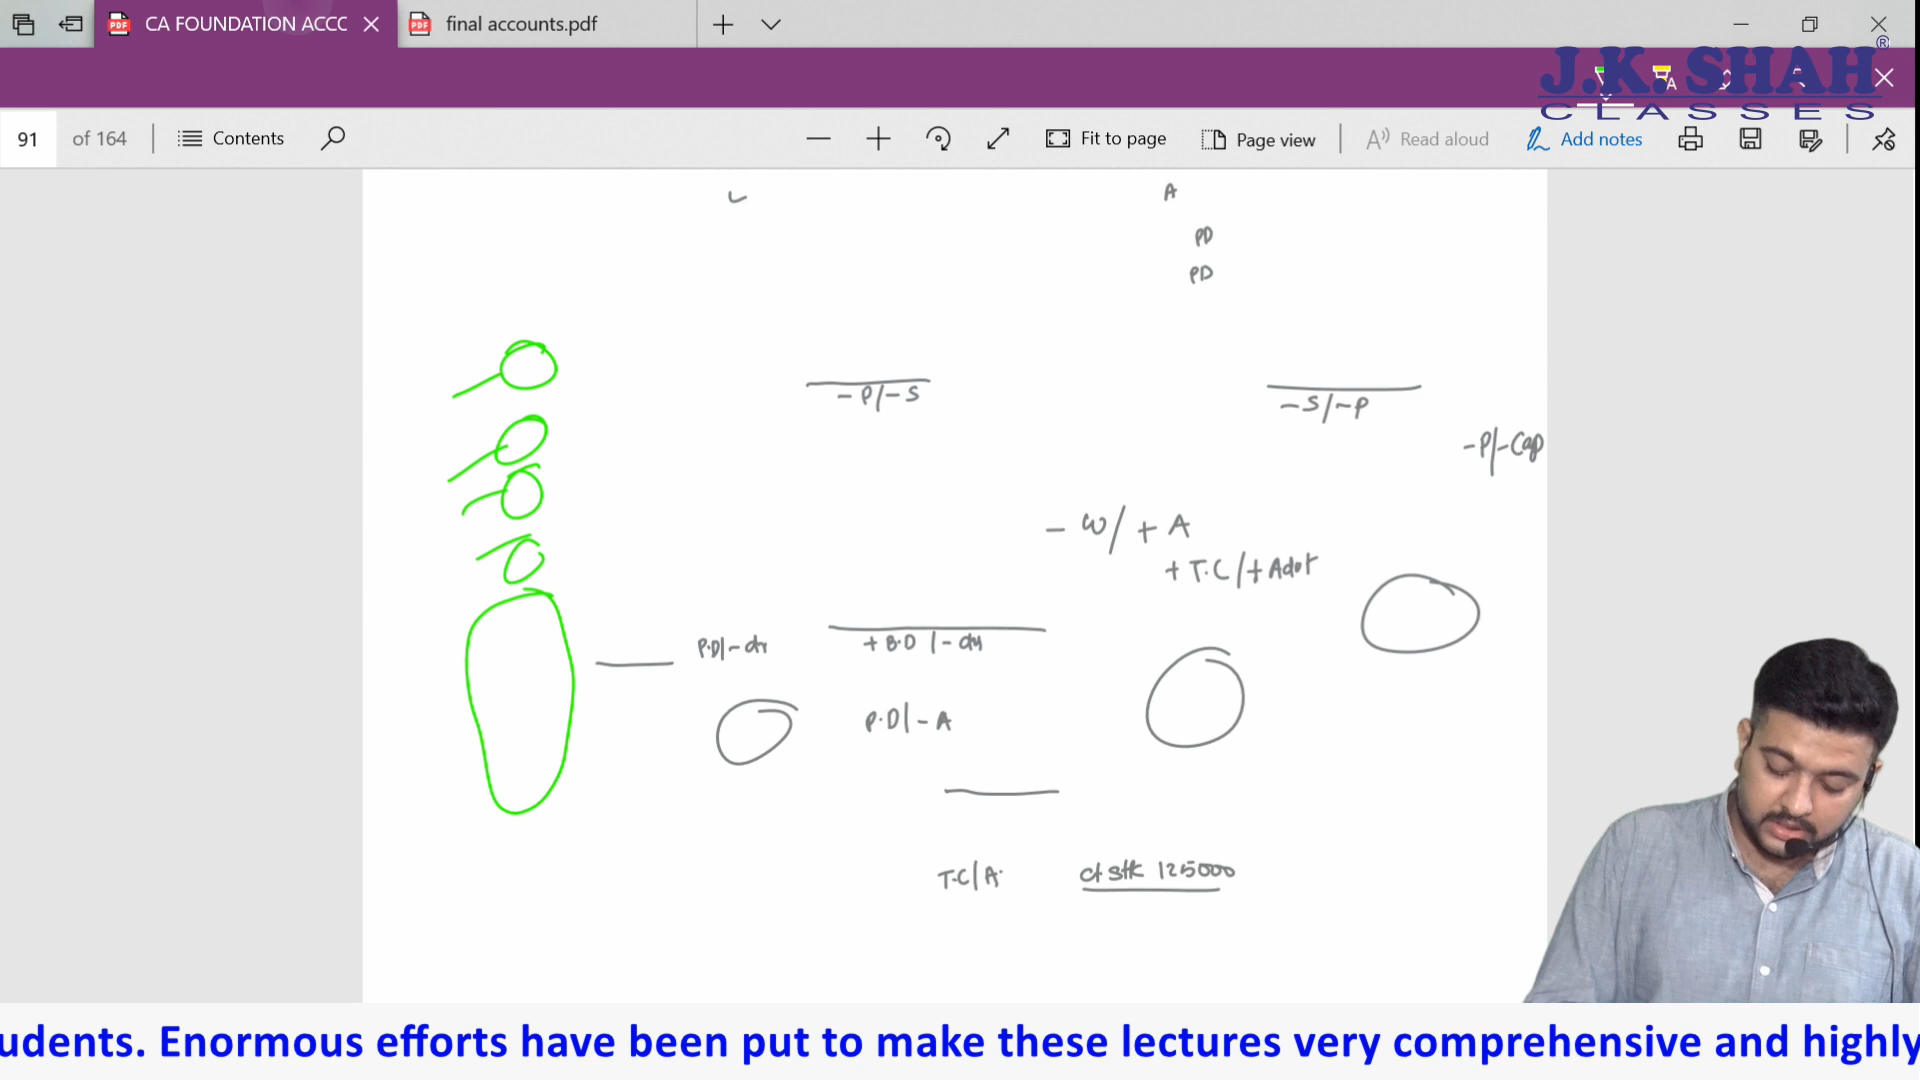 CA FOUNDATION ACCC
final accounts.pdf
J.K. SHAH®
CLASSES
91 of 164
Contents
Fit to page
Page view
Read aloud
Add notes
L
A
PD
PD
- P/- S
- S/- P
- P/- Cap
- W/ + A
+ T.C/+ Adot
P.D/- dr
+ B.D /- dr
P.D/- A
T.C/A.
cl stk 125000
udents. Enormous efforts have been put to make these lectures very comprehensive and highly